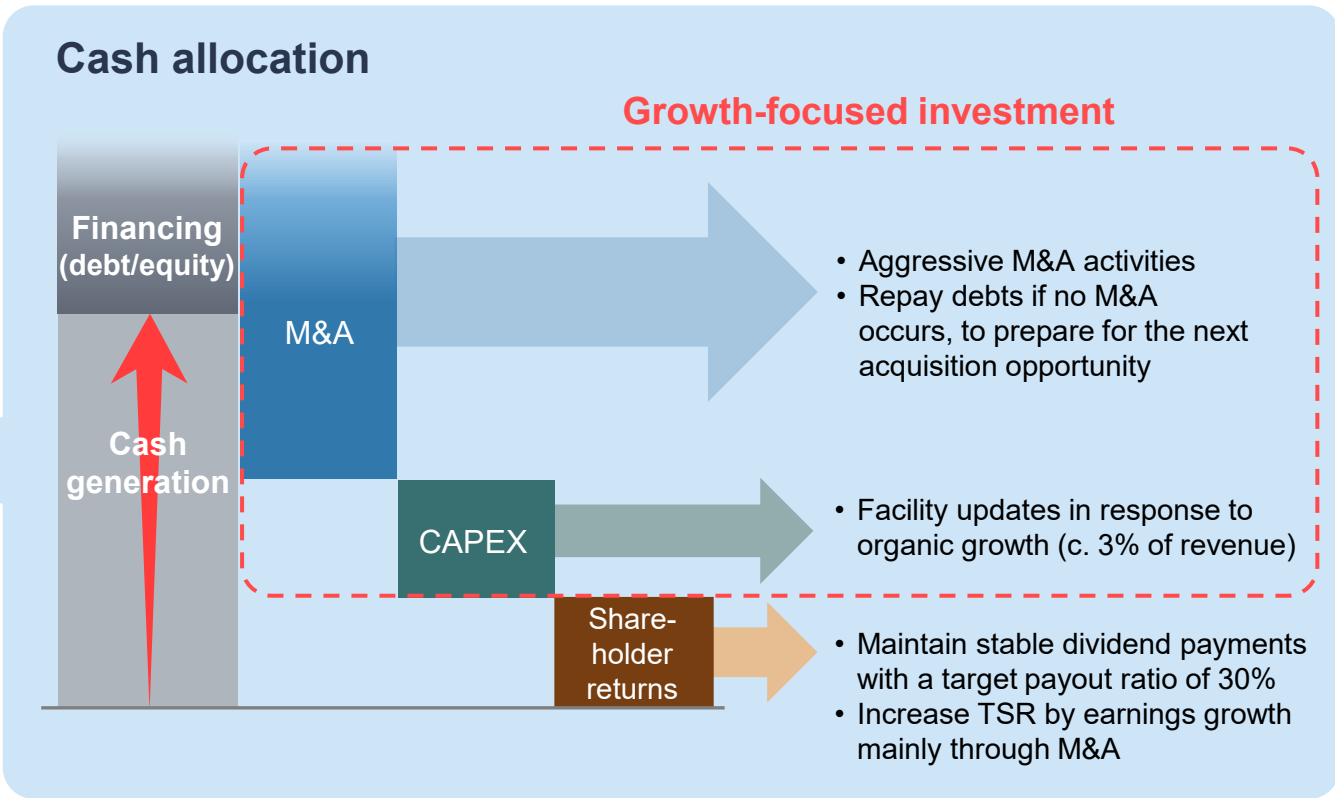 Cash allocation
Growth-focused investment
Financing
(debt/equity)
Cash
generation
M&A
• Aggressive M&A activities
• Repay debts if no M&A
occurs, to prepare for the next
acquisition opportunity
CAPEX
• Facility updates in response to
organic growth (c. 3% of revenue)
Share-
holder
returns
• Maintain stable dividend payments
with a target payout ratio of 30%
• Increase TSR by earnings growth
mainly through M&A